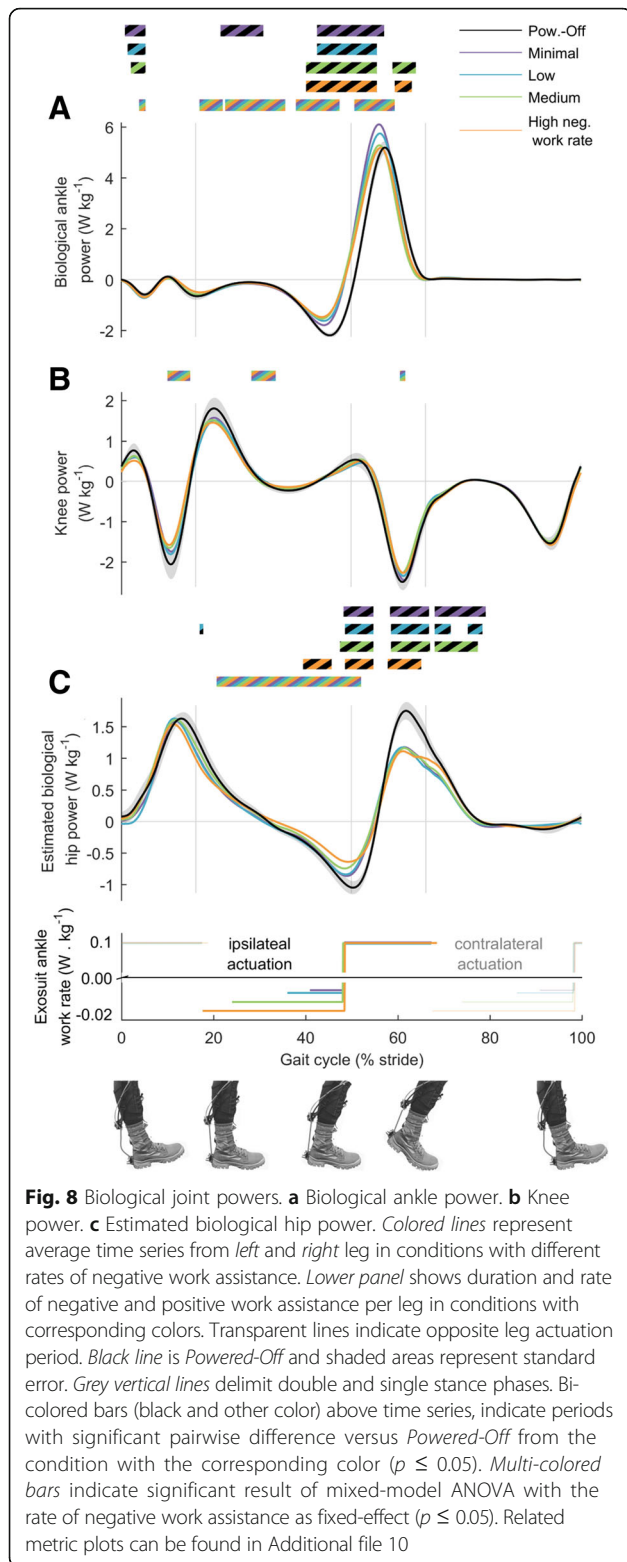 Pow.-Off
Minimal
Low
Medium
High neg.
work rate
A
6
4
2
0
-2
Biological ankle
power (W kg-1)
B
2
1
0
-1
-2
Knee power
(W kg-1)
C
1.5
1
0.5
0
-0.5
-1
Estimated biological
hip power (W kg-1)
0.1
0.00
-0.02
Exosuit ankle
work rate (W . kg-1)
ipsilateal
actuation
contralateral
actuation
0 20 40 60 80 100
Gait cycle (% stride)
Fig. 8 Biological joint powers. a Biological ankle power. b Knee
power. c Estimated biological hip power. Colored lines represent
average time series from left and right leg in conditions with different
rates of negative work assistance. Lower panel shows duration and rate
of negative and positive work assistance per leg in conditions with
corresponding colors. Transparent lines indicate opposite leg actuation
period. Black line is Powered-Off and shaded areas represent standard
error. Grey vertical lines delimit double and single stance phases. Bi-
colored bars (black and other color) above time series, indicate periods
with significant pairwise difference versus Powered-Off from the
condition with the corresponding color (p ≤ 0.05). Multi-colored
bars indicate significant result of mixed-model ANOVA with the
rate of negative work assistance as fixed-effect (p ≤ 0.05). Related
metric plots can be found in Additional file 10